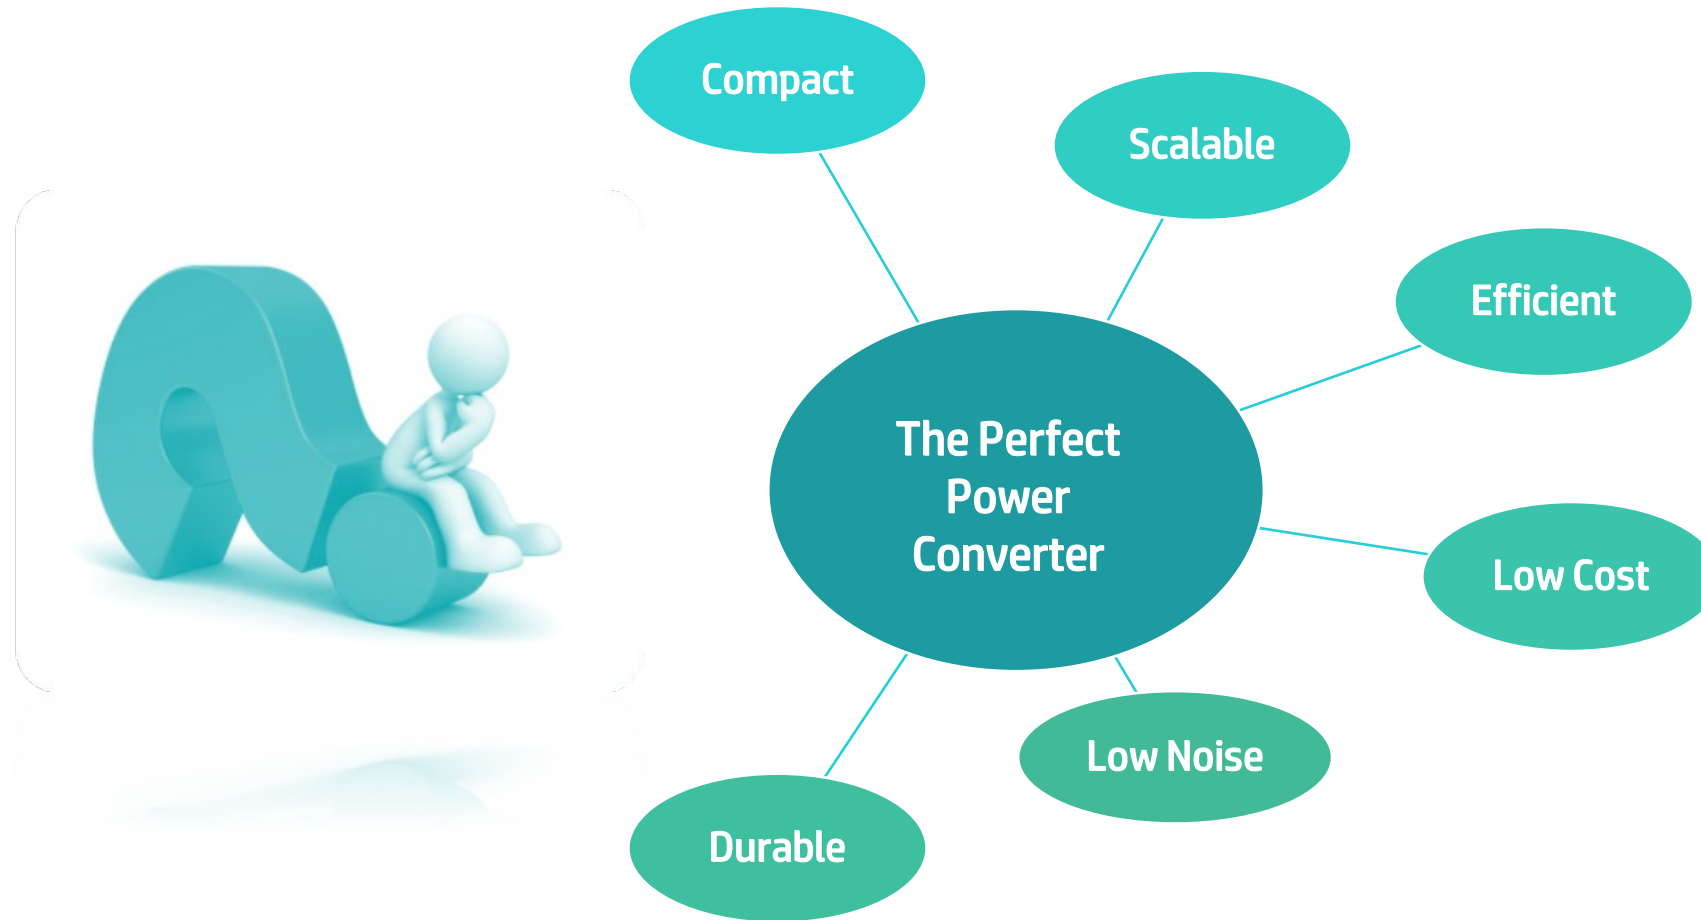 Compact
Scalable
Efficient
The Perfect
Power
Converter
Low Cost
Low Noise
Durable